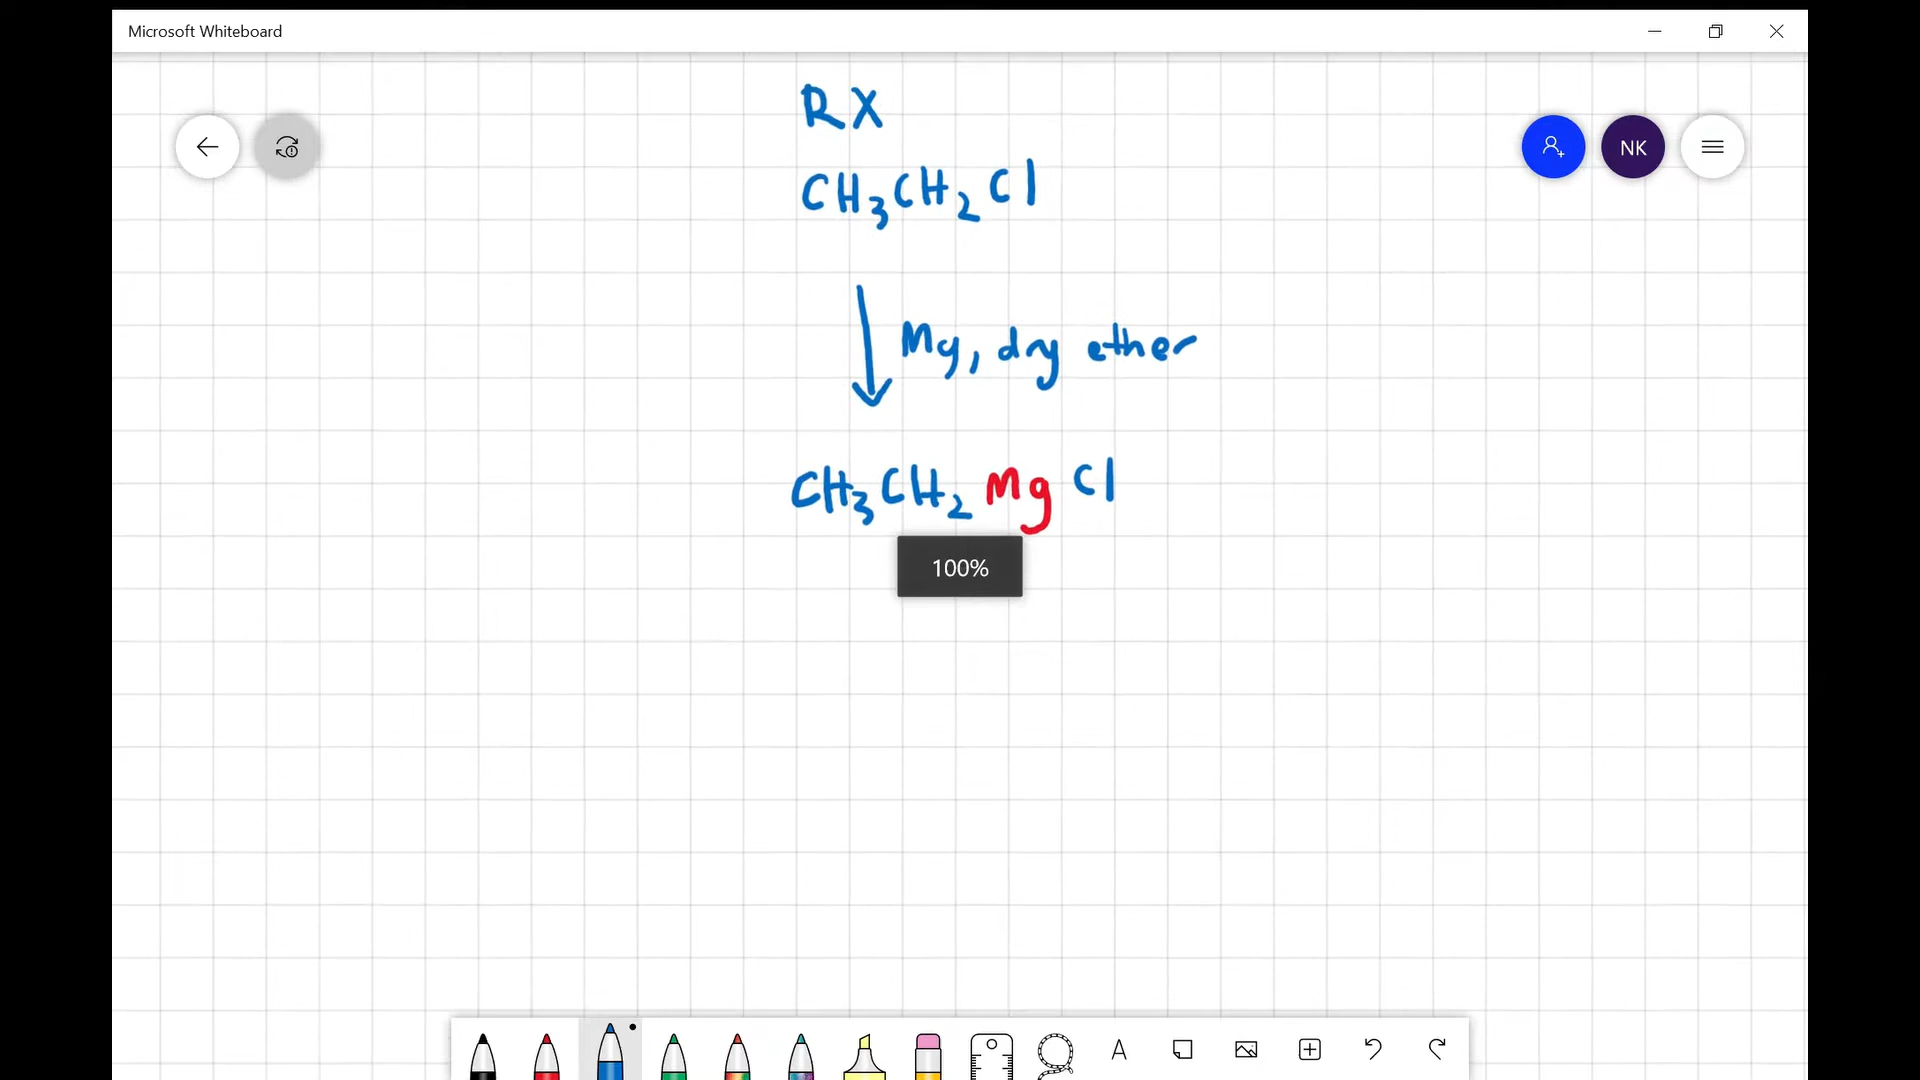 Microsoft Whiteboard
RX
NK
CH₃CH₂Cl
Mg, dry ether
CH₃CH₂MgCl
100%
A